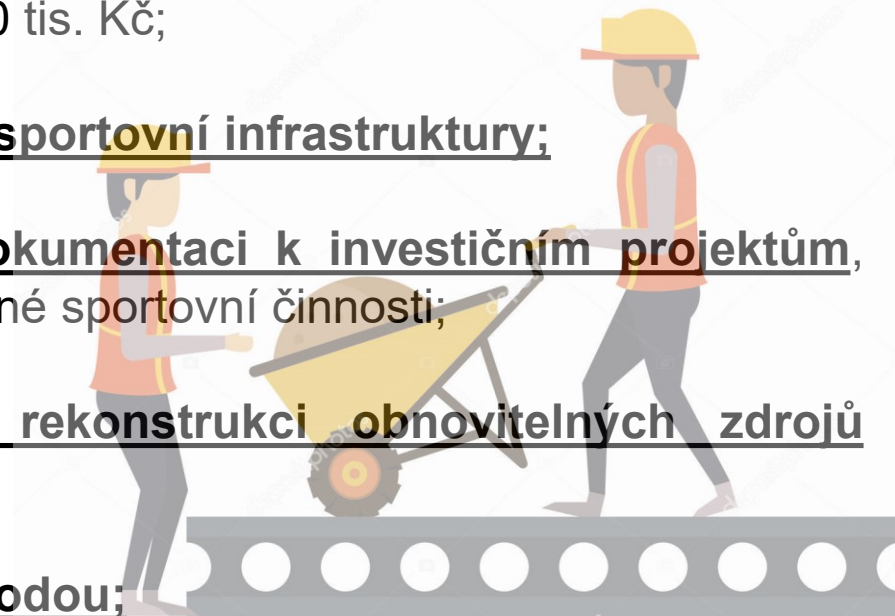 0 tis. Kč;
sportovní infrastruktury;
okumentaci k investičním projektům,
né sportovní činnosti;
rekonstrukci obnovitelných zdrojů
odou;